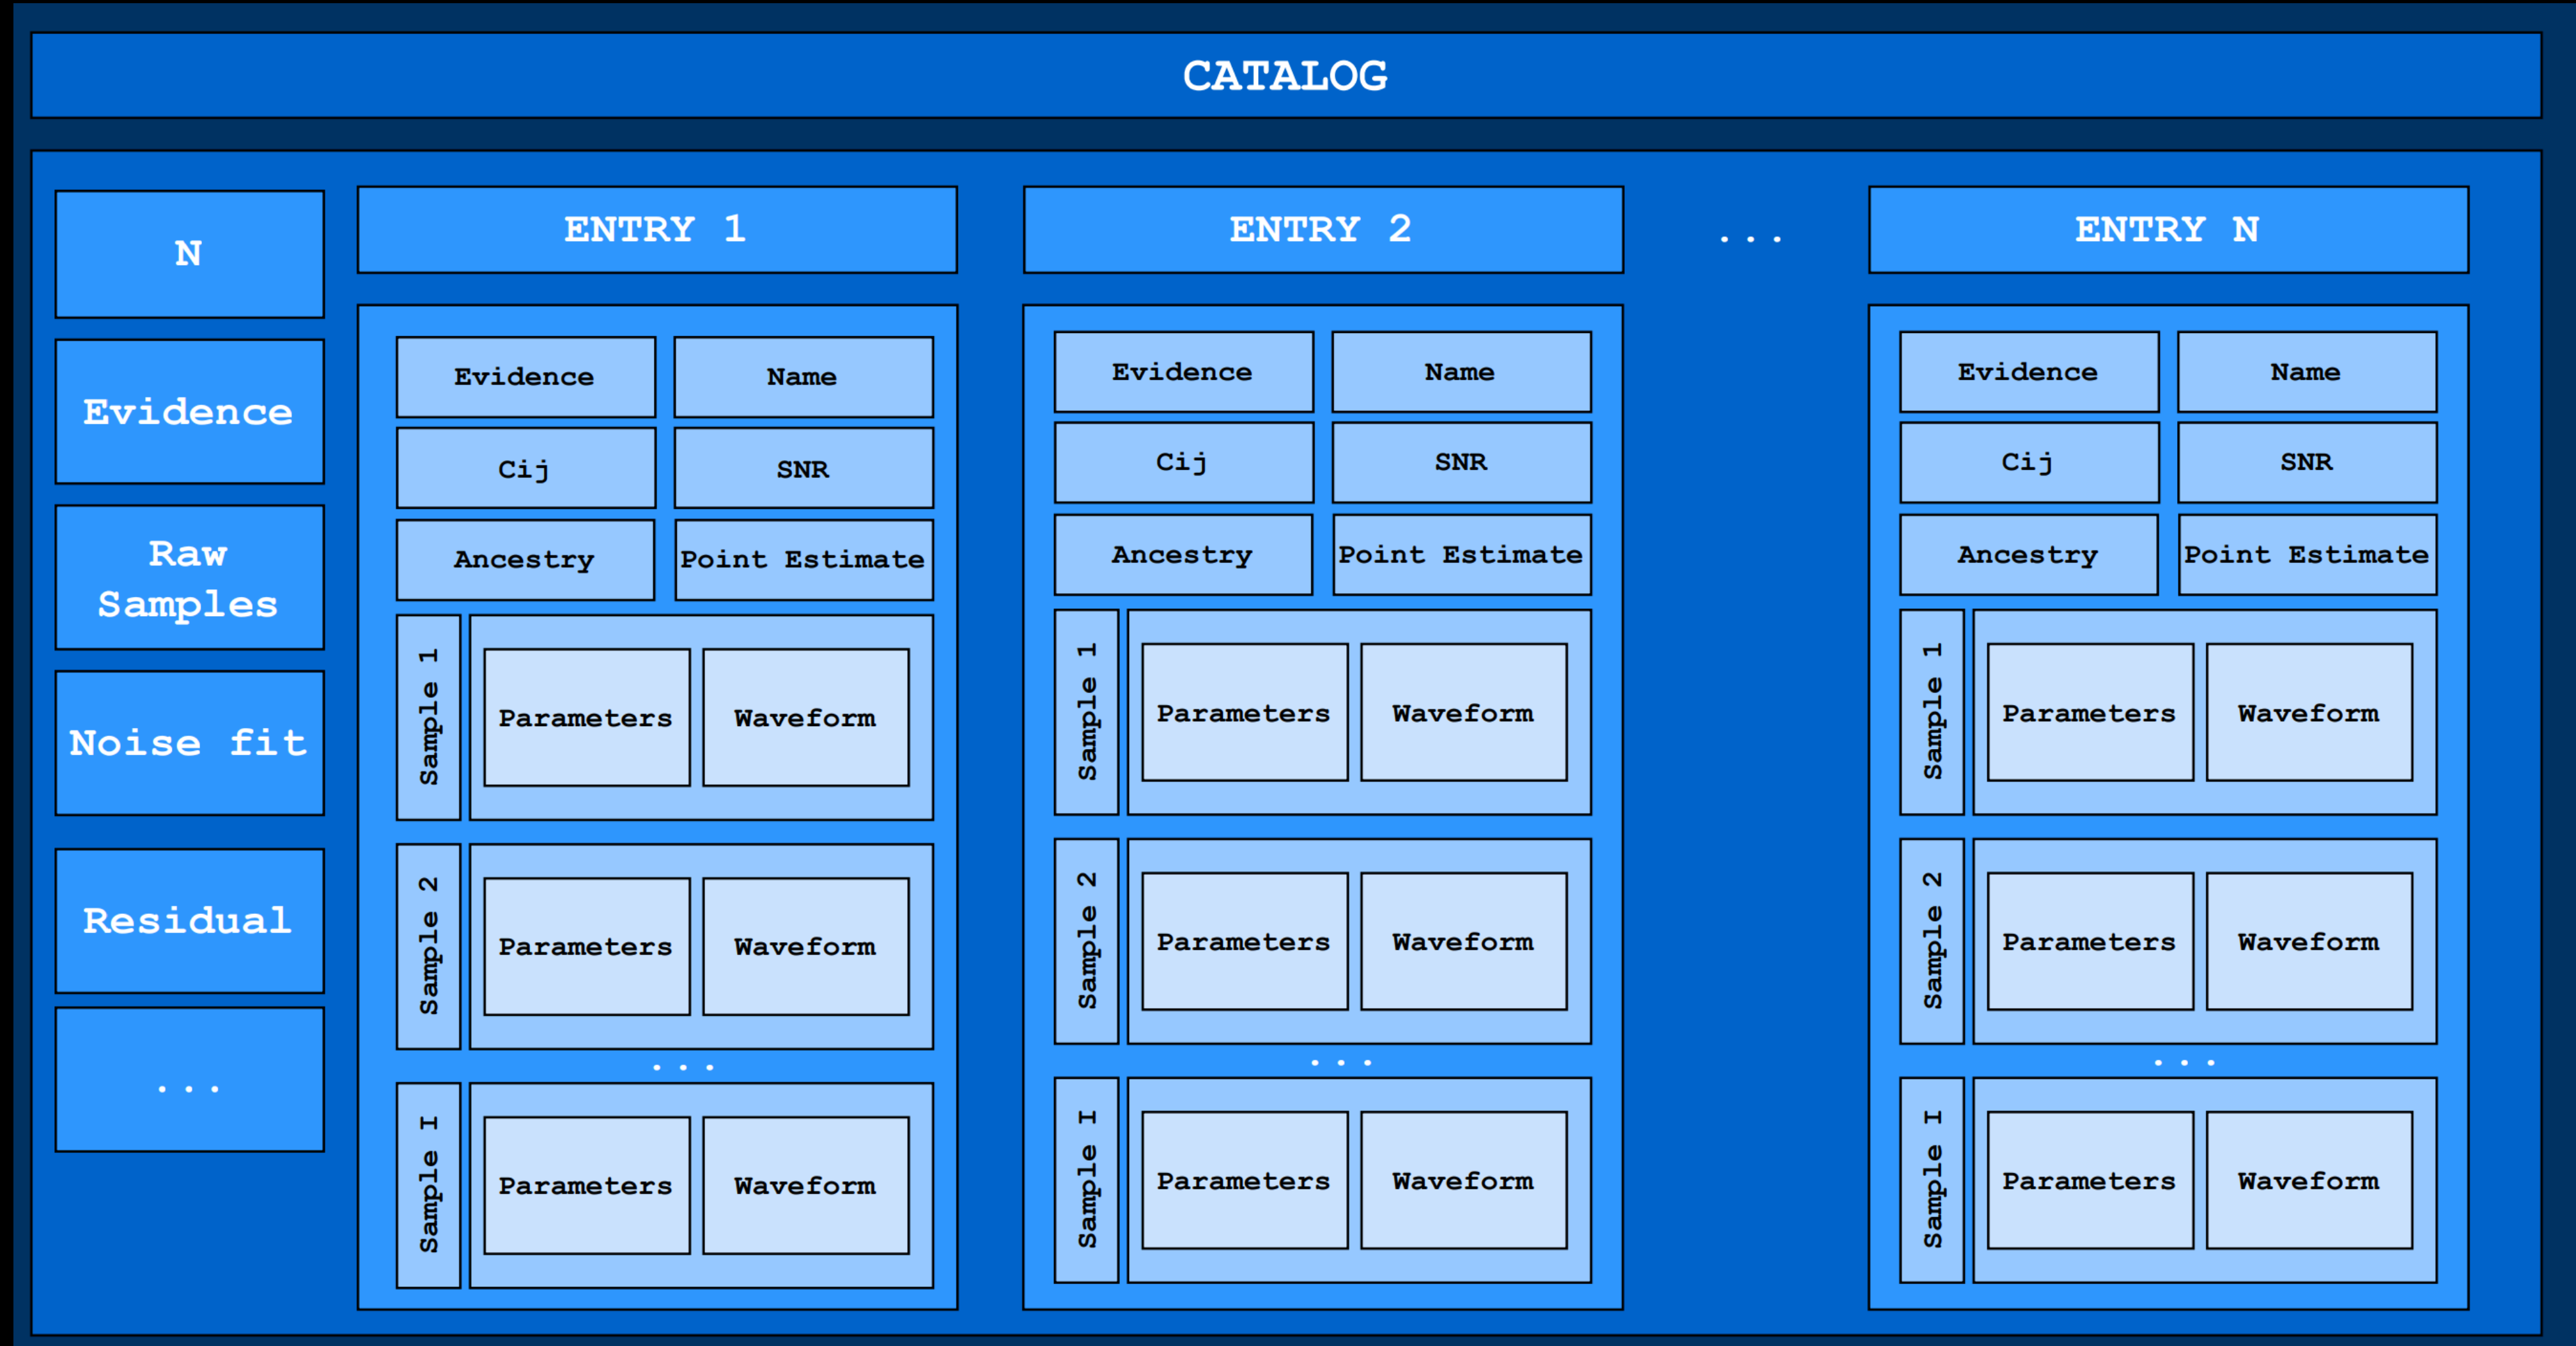 CATALOG
N
Evidence
Raw
Samples
Noise fit
Residual
...
ENTRY 1
Evidence
Name
Cij
SNR
Ancestry
Point Estimate
Sample 1
Parameters
Waveform
Sample 2
Parameters
Waveform
...
Sample I
Parameters
Waveform
ENTRY 2
Evidence
Name
Cij
SNR
Ancestry
Point Estimate
Sample 1
Parameters
Waveform
Sample 2
Parameters
Waveform
...
Sample I
Parameters
Waveform
...
ENTRY N
Evidence
Name
Cij
SNR
Ancestry
Point Estimate
Sample 1
Parameters
Waveform
Sample 2
Parameters
Waveform
...
Sample I
Parameters
Waveform